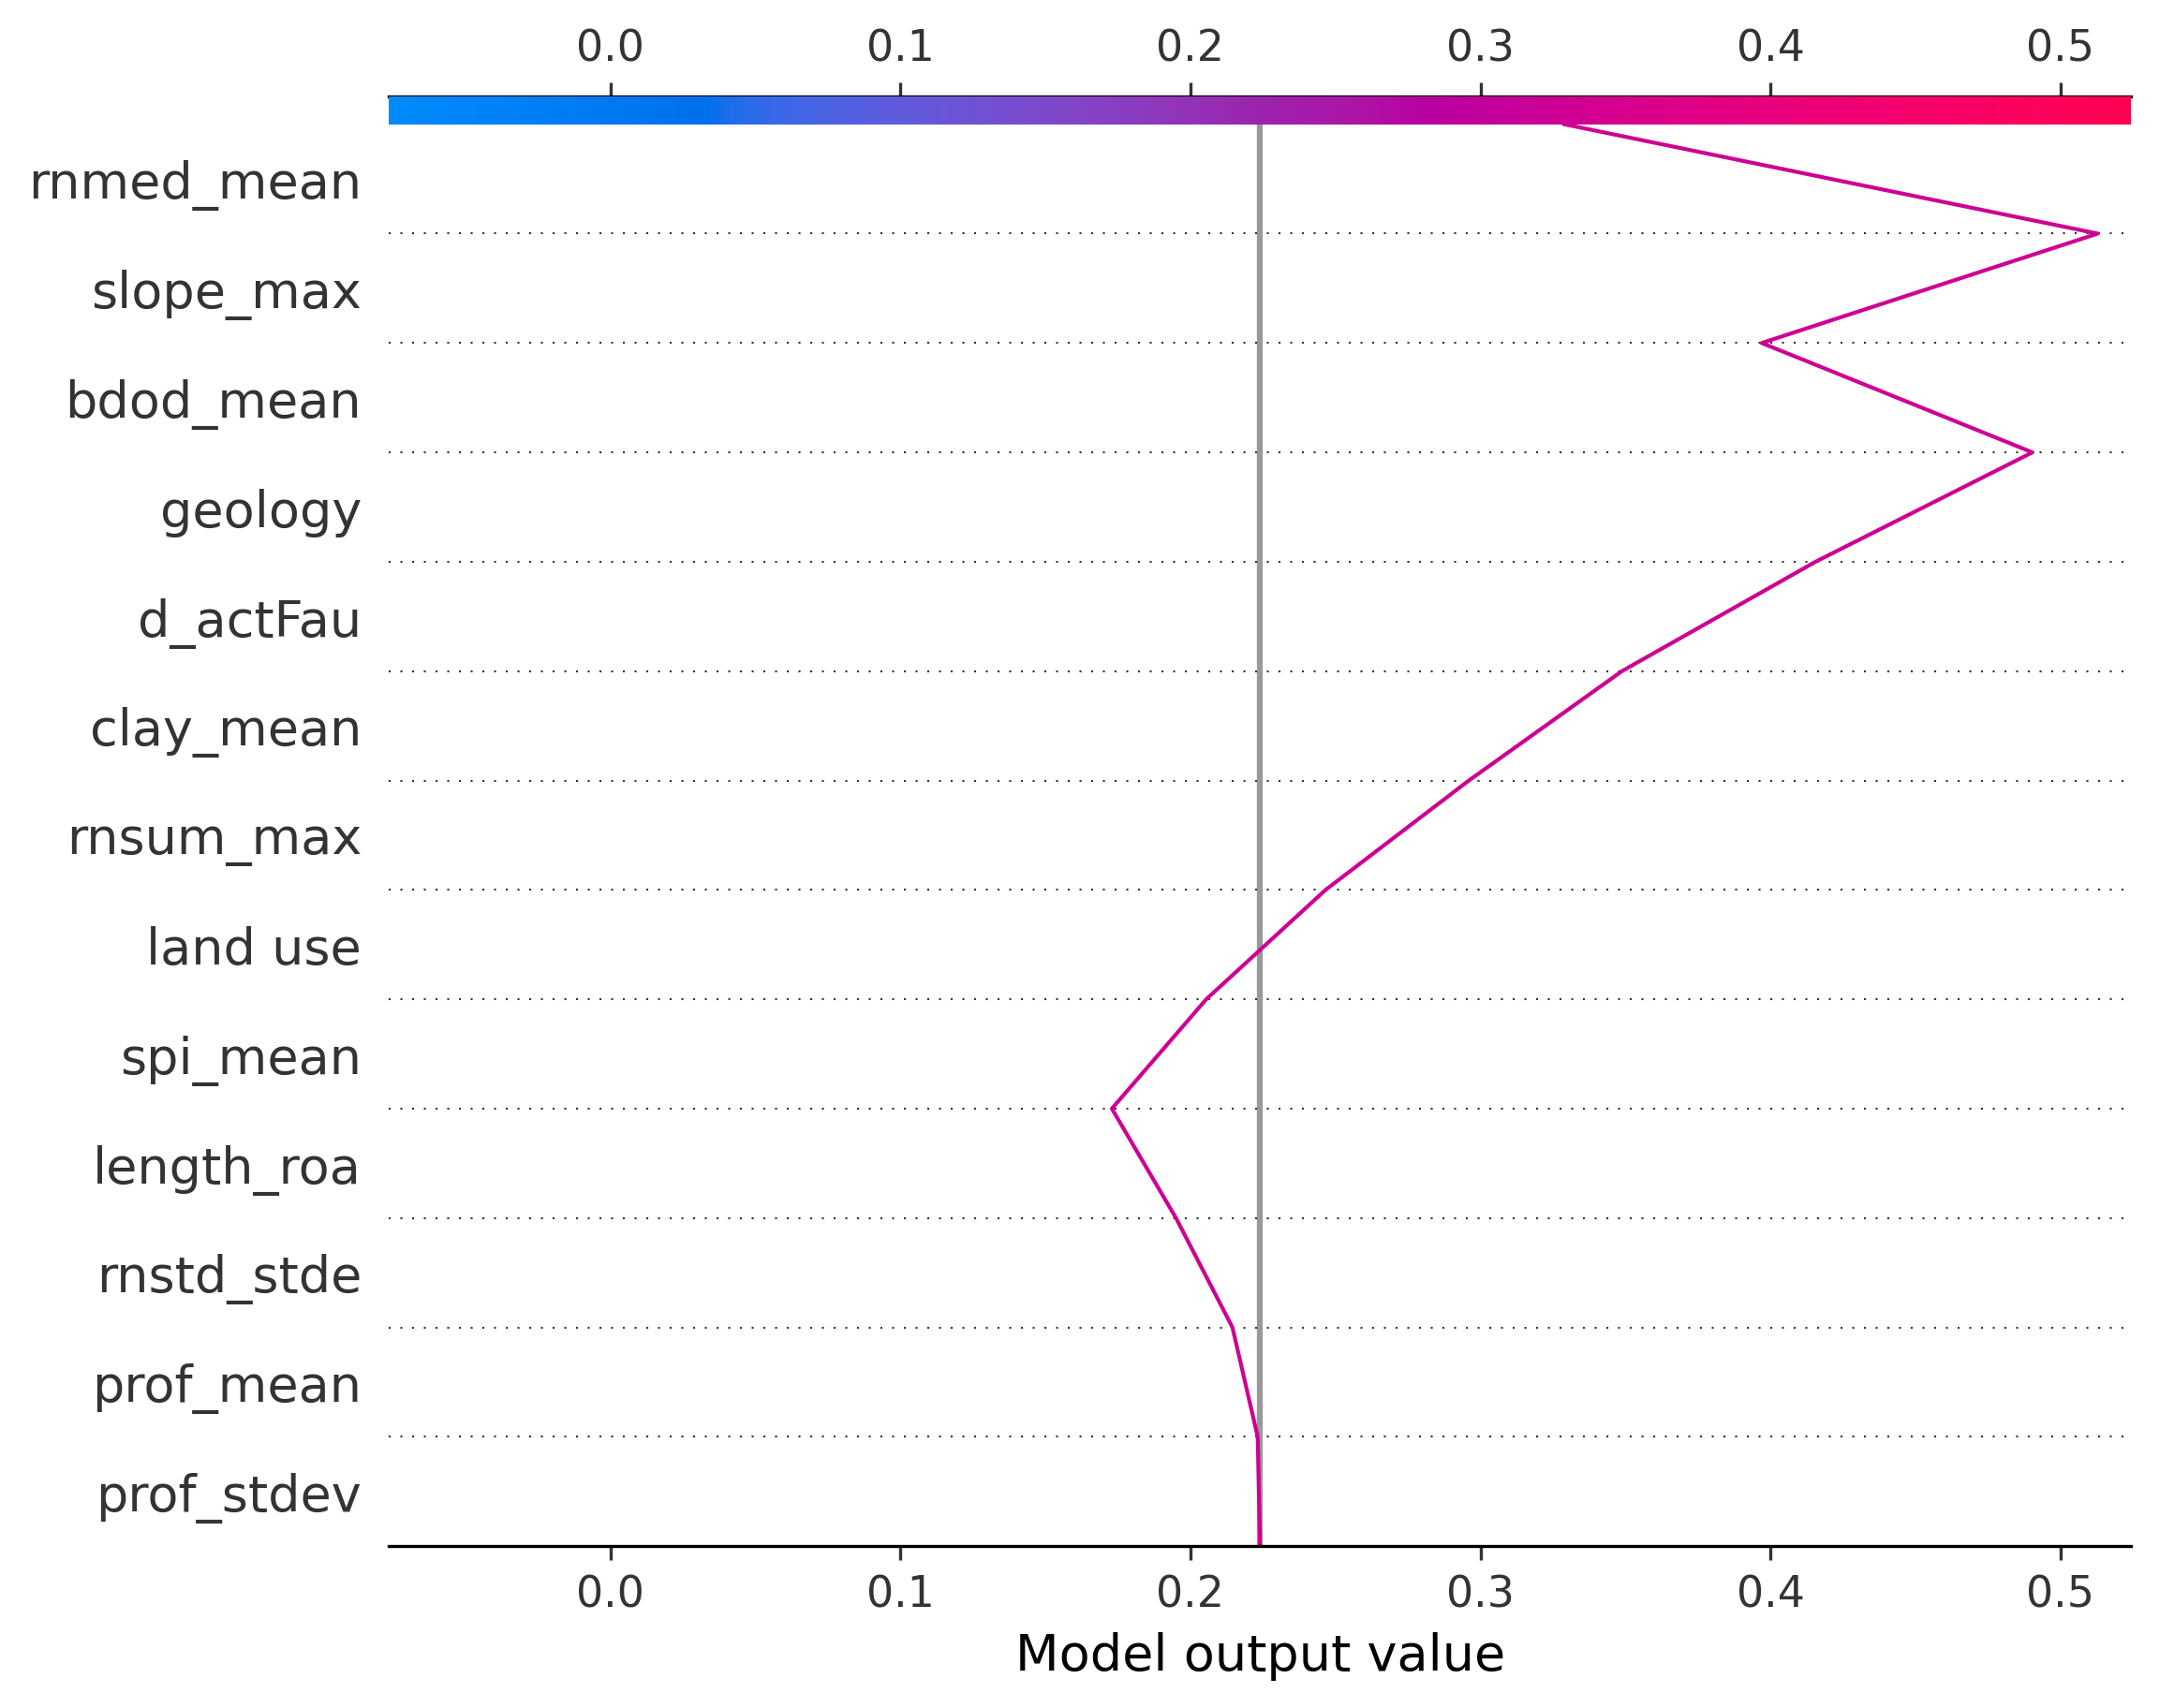 0.0 0.1 0.2 0.3 0.4 0.5
rnmed_mean
slope_max
bdod_mean
geology
d_actFau
clay_mean
rnsum_max
land use
spi_mean
length_roa
rnstd_stde
prof_mean
prof_stdev
0.0 0.1 0.2 0.3 0.4 0.5
Model output value